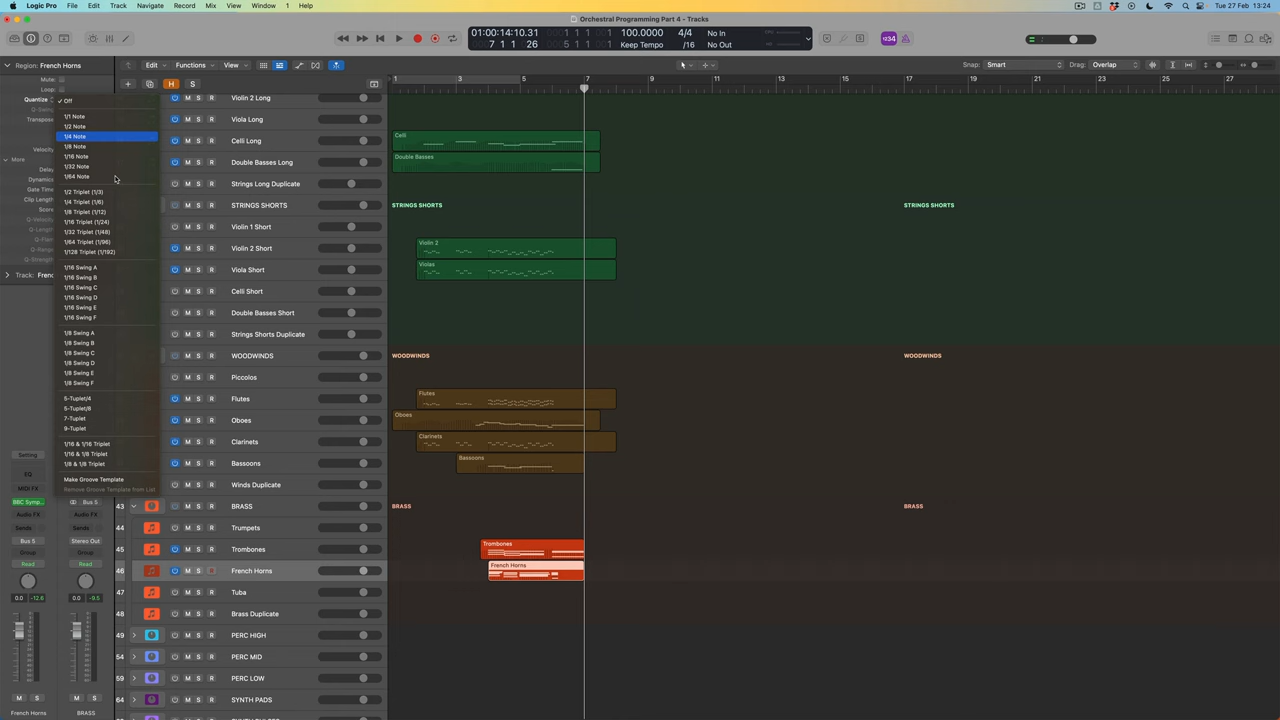 Logic Pro File Edit Track Navigate Record Mix View Window 1 Help
Tue 27 Feb 13:24
Orchestral Programming Part 4 - Tracks
01:00:14:10.31
7 1 1 26
100.0000
Keep Tempo
4/4
/16
No In
No Out
1234
Region: French Horns
Edit Functions View
Snap: Smart
Drag: Overlap
Mute:
Loop:
Quantize
Transpose
Velocity
More
Delay
Dynamics
Gate Time
Clip Length
Score
Q-Velocity
Q-Length
Q-Flam
Q-Range
Q-Strength
Track: Frenc
H S
1 3 5 7 9 11 13 15 17 19 21 23 25 27
Off
1/1 Note
1/2 Note
1/4 Note
1/8 Note
1/16 Note
1/32 Note
1/64 Note
1/2 Triplet (1/3)
1/4 Triplet (1/6)
1/8 Triplet (1/12)
1/16 Triplet (1/24)
1/32 Triplet (1/48)
1/64 Triplet (1/96)
1/128 Triplet (1/192)
1/16 Swing A
1/16 Swing B
1/16 Swing C
1/16 Swing D
1/16 Swing E
1/16 Swing F
1/8 Swing A
1/8 Swing B
1/8 Swing C
1/8 Swing D
1/8 Swing E
1/8 Swing F
5-Tuplet/4
5-Tuplet/8
7-Tuplet
9-Tuplet
1/16 & 1/16 Triplet
1/16 & 1/8 Triplet
1/8 & 1/8 Triplet
Make Groove Template
Remove Groove Template from List
M S R Violin 2 Long
M S R Viola Long
M S R Celli Long
Celli
M S R Double Basses Long
Double Basses
M S R Strings Long Duplicate
M S R STRINGS SHORTS
STRINGS SHORTS STRINGS SHORTS
M S R Violin 1 Short
M S R Violin 2 Short
Violin 2
M S R Viola Short
Violas
M S R Celli Short
M S R Double Bass Short
M S R Strings Shorts Duplicate
M S R WOODWINDS
WOODWINDS WOODWINDS
M S R Piccolos
M S R Flutes
Flutes
M S R Oboes
Oboes
M S R Clarinets
Clarinets
M S R Bassoons
Bassoons
M S R Winds Duplicate
43 M S R BRASS
BRASS BRASS
44 M S R Trumpets
45 M S R Trombones
Trombones
46 M S R French Horns
French Horns
47 M S R Tuba
48 M S R Brass Duplicate
49 M S R PERC HIGH
54 M S R PERC MID
59 M S R PERC LOW
64 M S R SYNTH PADS
Setting
EQ
MIDI FX
BBC Symp... Bus 5
Audio FX Audio FX
Sends Sends
Bus 5 Stereo Out
Group Group
Read Read
0.0 -12.6 0.0 -9.5
M S M S
French Horns BRASS